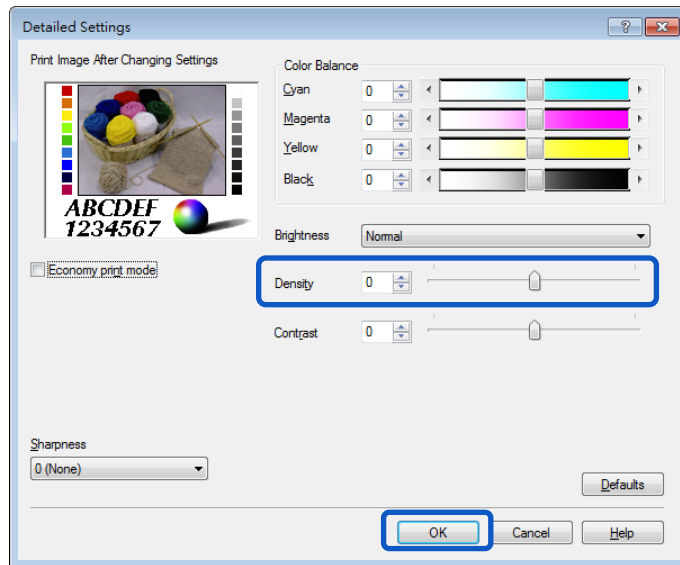 Detailed Settings
Print Image After Changing Settings
ABCDEF
1234567
Economy print mode
Color Balance
Cyan 0
Magenta 0
Yellow 0
Black 0
Brightness Normal
Density 0
Contrast 0
Sharpness
0 (None)
Defaults
OK Cancel Help